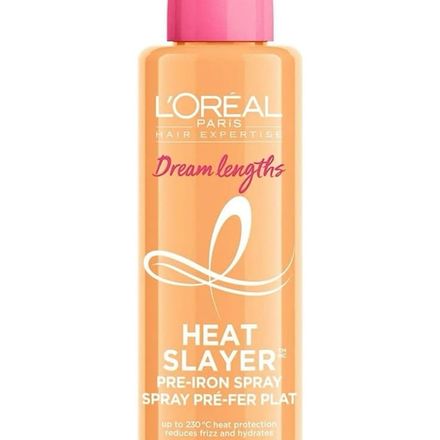 L'ORÉAL
PARIS
HAIR EXPERTISE
Dream lengths
HEAT
SLAYER™
PRE-IRON SPRAY
SPRAY PRÉ-FER PLAT
up to 230°C heat protection
reduces frizz and hydrates